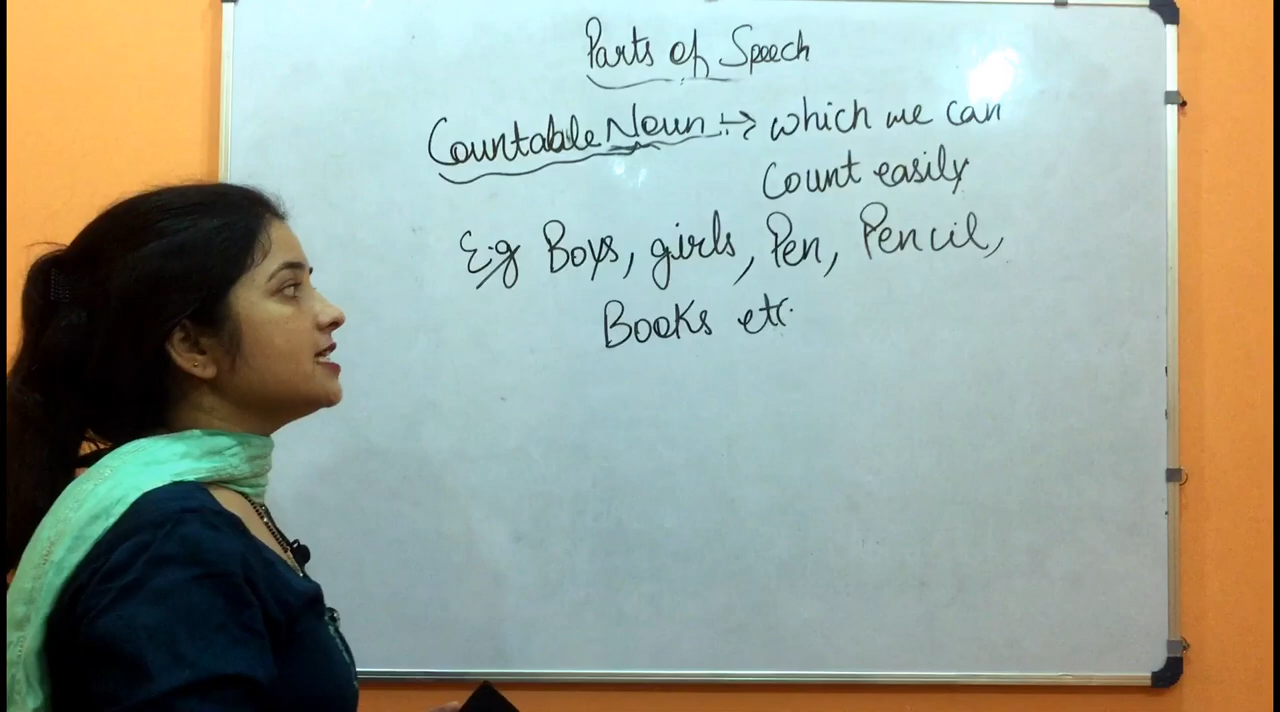 Parts of Speech
Countable Noun :-> which we can
Count easily
E.g Boys, girls, Pen, Pencil,
Books etc.